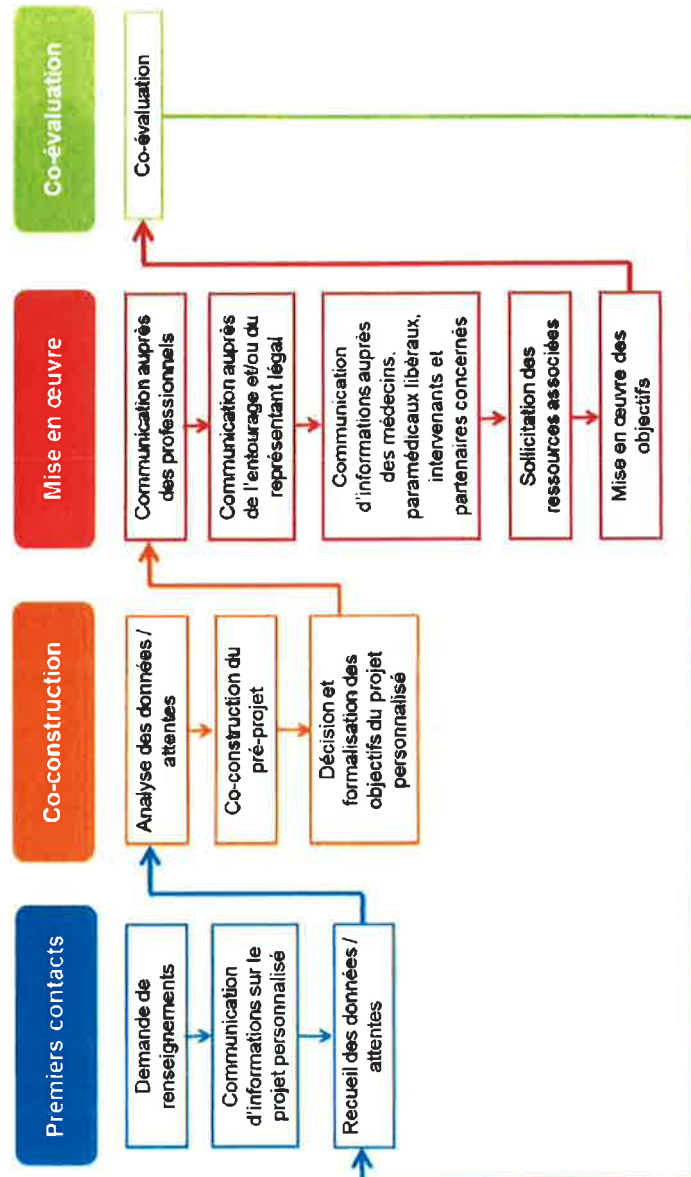 Premiers contacts
Demande de
renseignements
Communication
d'informations sur le
projet personnalisé
Recueil des données /
attentes
Co-construction
Analyse des données /
attentes
Co-construction du
pré-projet
Décision et
formalisation des
objectifs du projet
personnalisé
Mise en œuvre
Communication auprès
des professionnels
Communication auprès
de l'entourage et/ou du
représentant légal
Communication
d'informations auprès
des médecins.
paramédicaux libéraux,
intervenants et
partenaires concernés
Sollicitation des
ressources associées
Mise en œuvre des
objectifs
Co-évaluation
Co-évaluation